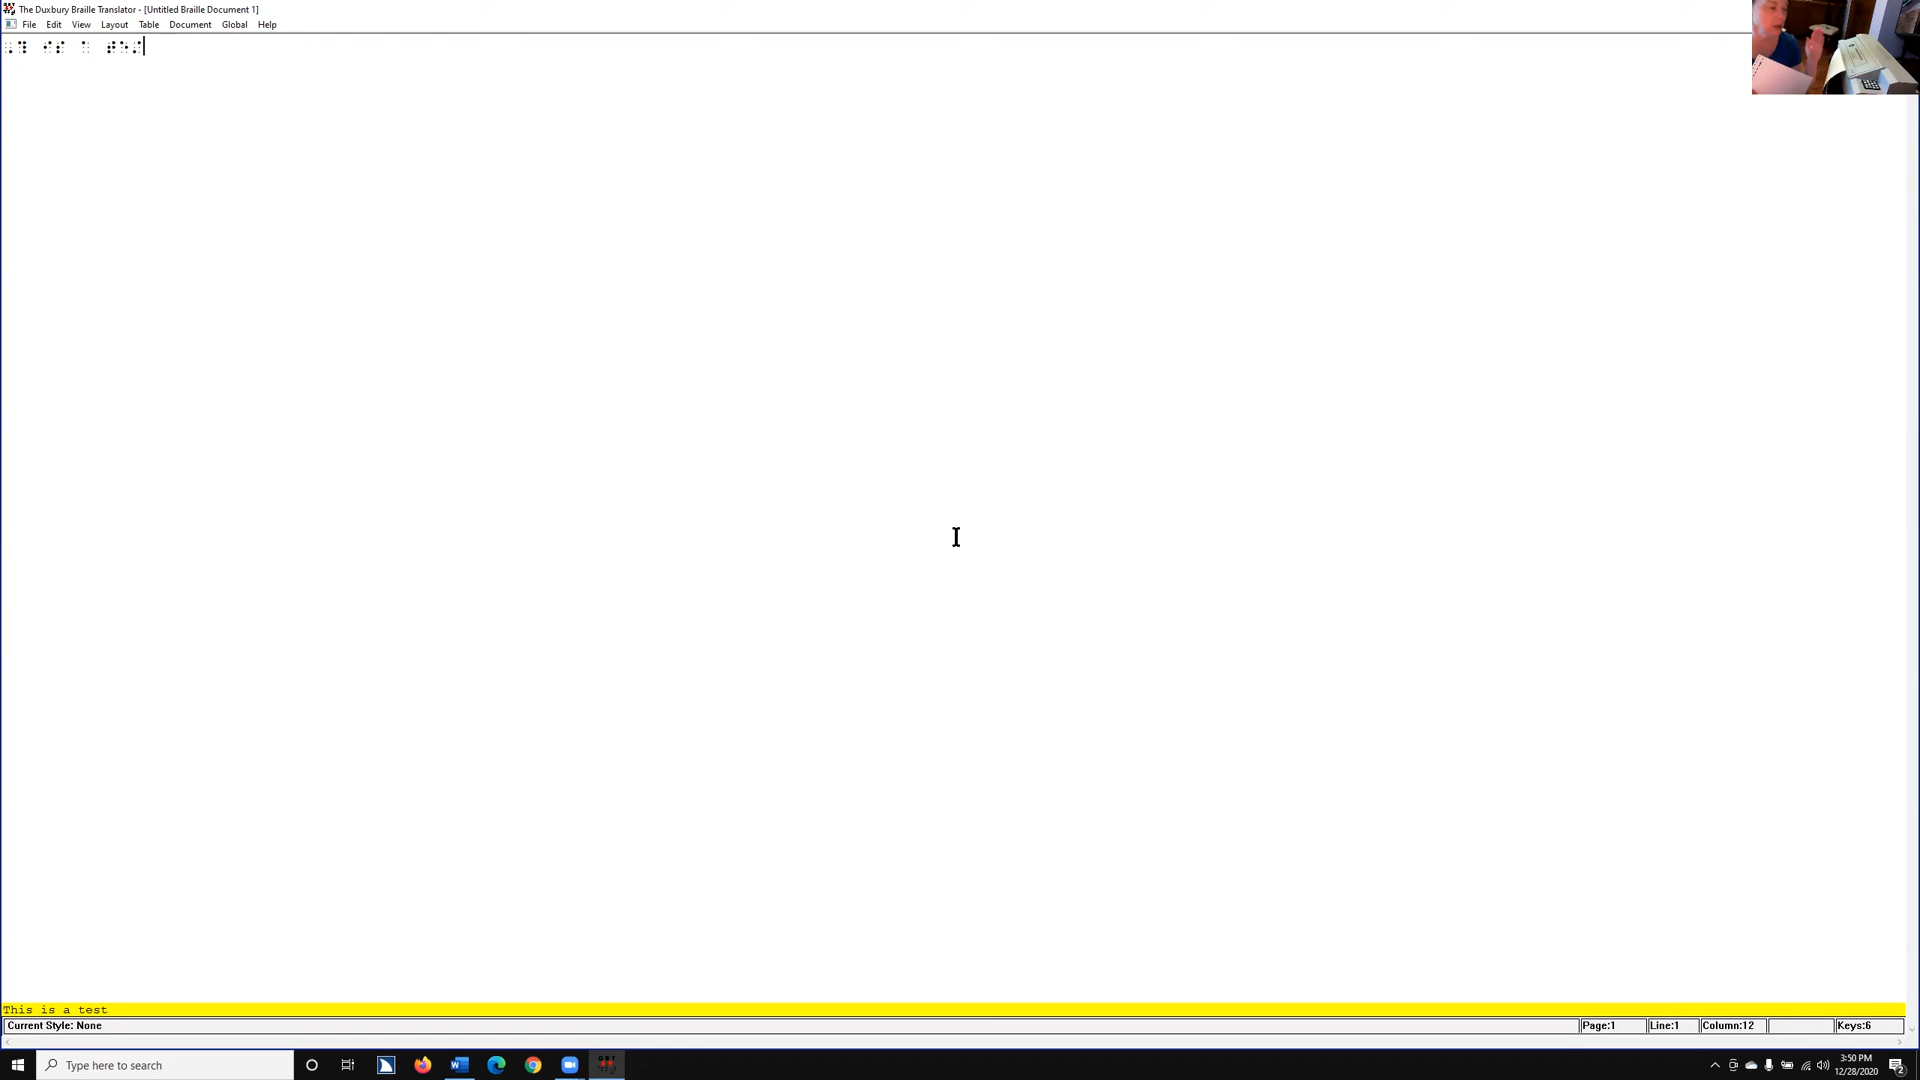 The Duxbury Braille Translator - [Untitled Braille Document 1]
File Edit View Layout Table Document Global Help
⠠⠹ ⠊⠎ ⠁ ⠞⠑⠌
This is a test
Current Style: None Page:1 Line:1 Column:12 Keys:6
Type here to search
3:50 PM
12/28/2020
2